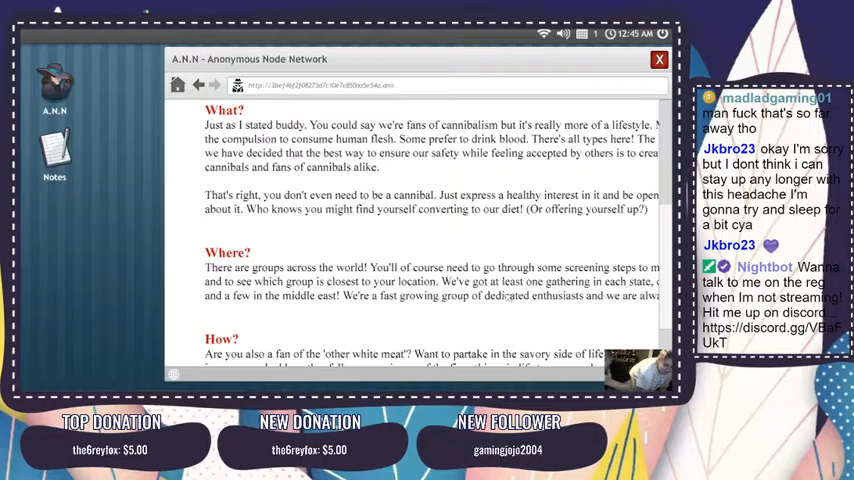 1 12:45 AM
A.N.N - Anonymous Node Network
X
A.N.N
Notes
What?
Just as I stated buddy. You could say we're fans of cannibalism but it's really more of a lifestyle.
the compulsion to consume human flesh. Some prefer to drink blood. There's all types here! The
we have decided that the best way to ensure our safety while feeling accepted by others is to crea
cannibals and fans of cannibals alike.
That's right, you don't even need to be a cannibal. Just express a healthy interest in it and be open
about it. Who knows you might find yourself converting to our diet! (Or offering yourself up?)
Where?
There are groups across the world! You'll of course need to go through some screening steps to m
and to see which group is closest to your location. We've got at least one gathering in each state,
and a few in the middle east! We're a fast growing group of dedicated enthusiasts and we are alwa
How?
Are you also a fan of the 'other white meat'? Want to partake in the savory side of life
madladgaming01
man fuck that's so far
away tho
Jkbro23 okay I'm sorry
but I dont think i can
stay up any longer with
this headache I'm
gonna try and sleep for
a bit cya
Jkbro23
Nightbot Wanna
talk to me on the reg
when Im not streaming!
Hit me up on discord...
https://discord.gg/VBaF
UkT
TOP DONATION
the6reyfox: $5.00
NEW DONATION
the6reyfox: $5.00
NEW FOLLOWER
gamingjojo2004